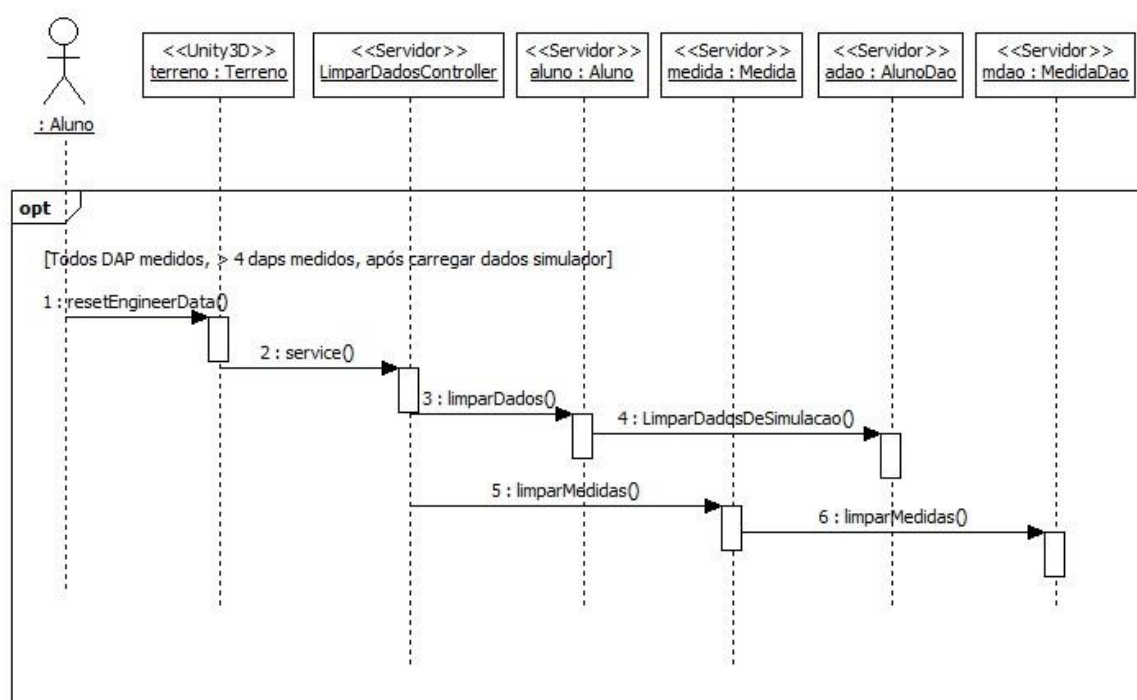 <<Unity3D>>
terreno : Terreno
<<Servidor>>
LimparDadosController
<<Servidor>>
aluno : Aluno
<<Servidor>>
medida : Medida
<<Servidor>>
adao : AlunoDao
<<Servidor>>
mdao : MedidaDao
: Aluno
opt
[Todos DAP medidos, > 4 daps medidos, após carregar dados simulador]
1 : resetEngineerData()
2 : service()
3 : limparDados()
4 : LimparDadosDeSimulacao()
5 : limparMedidas()
6 : limparMedidas()